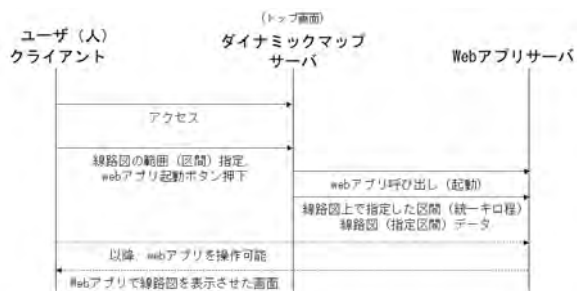 (トップ画面)
ユーザ（人）
クライアント
ダイナミックマップ
サーバ
Webアプリサーバ
アクセス
線路図の範囲（区間）指定,
webアプリ起動ボタン押下
webアプリ呼び出し（起動）
線路図上で指定した区間（統一キロ程）
線路図（指定区間）データ
以降, webアプリを操作可能
Webアプリで線路図を表示させた画面